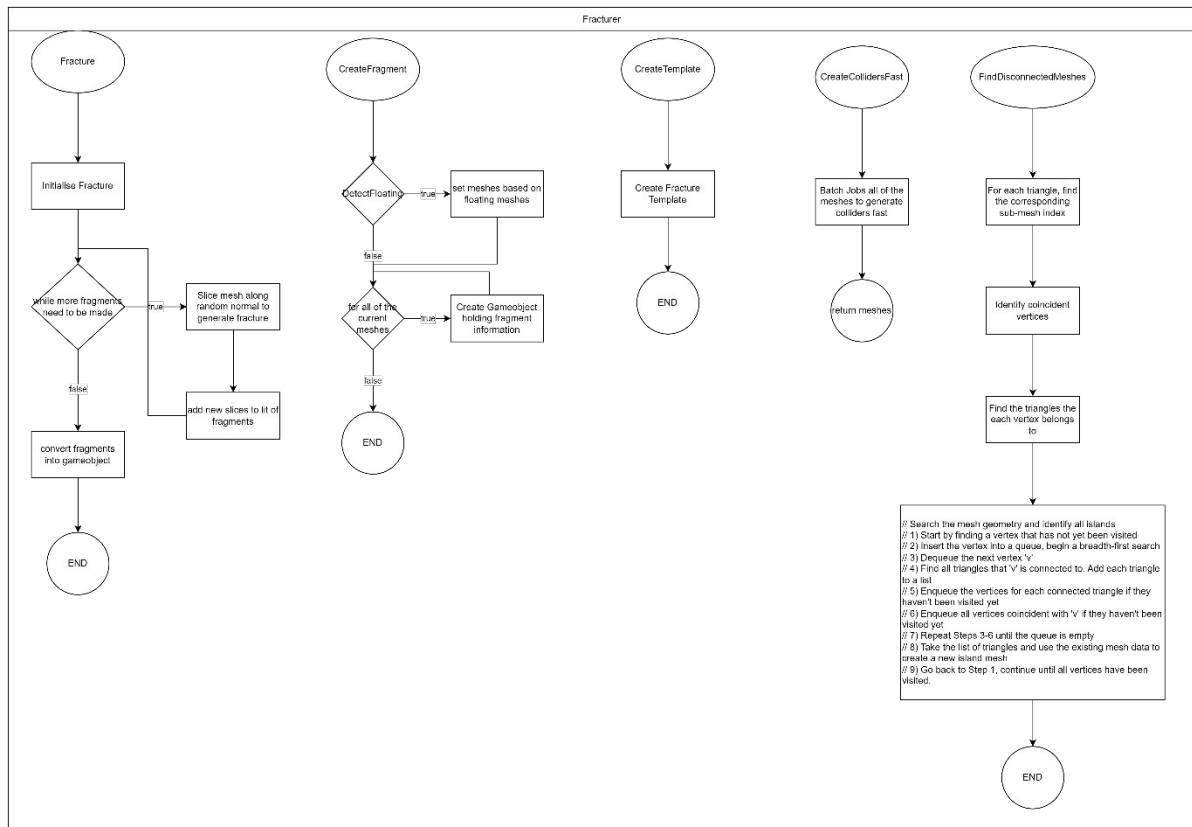 Fracturer
Fracture
Initialise Fracture
while more fragments
need to be made
true
Slice mesh along
random normal to
generate fracture
add new slices to lit of
fragments
false
convert fragments
into gameobject
END
CreateFragment
DetectFloating
true
set meshes based on
floating meshes
false
for all of the
current
meshes
true
Create Gameobject
holding fragment
information
false
END
CreateTemplate
Create Fracture
Template
END
CreateCollidersFast
Batch Jobs all of the
meshes to generate
colliders fast
return meshes
FindDisconnectedMeshes
For each triangle, find
the corresponding
sub-mesh index
Identify coincident
vertices
Find the triangles the
each vertex belongs
to
// Search the mesh geometry and identify all islands
// 1) Start by finding a vertex that has not yet been visited
// 2) Insert the vertex into a queue, begin a breadth-first search
// 3) Dequeue the next vertex 'v'
// 4) Find all triangles that 'v' is connected to. Add each triangle
to a list
// 5) Enqueue the vertices for each connected triangle if they
haven't been visited yet
// 6) Enqueue all vertices coincident with 'v' if they haven't been
visited yet
// 7) Repeat Steps 3-6 until the queue is empty
// 8) Take the list of triangles and use the existing mesh data to
create a new island mesh
// 9) Go back to Step 1, continue until all vertices have been
visited.
END